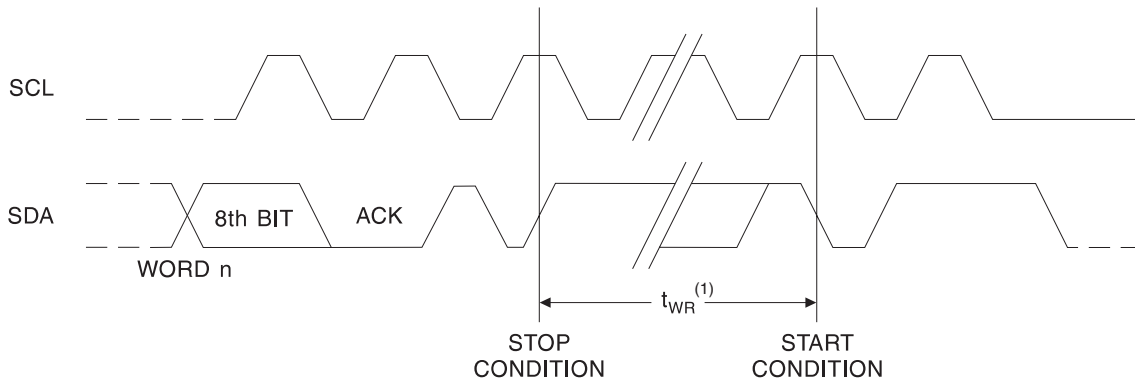 SCL
SDA
8th BIT
ACK
WORD n
tWR(1)
STOP
CONDITION
START
CONDITION